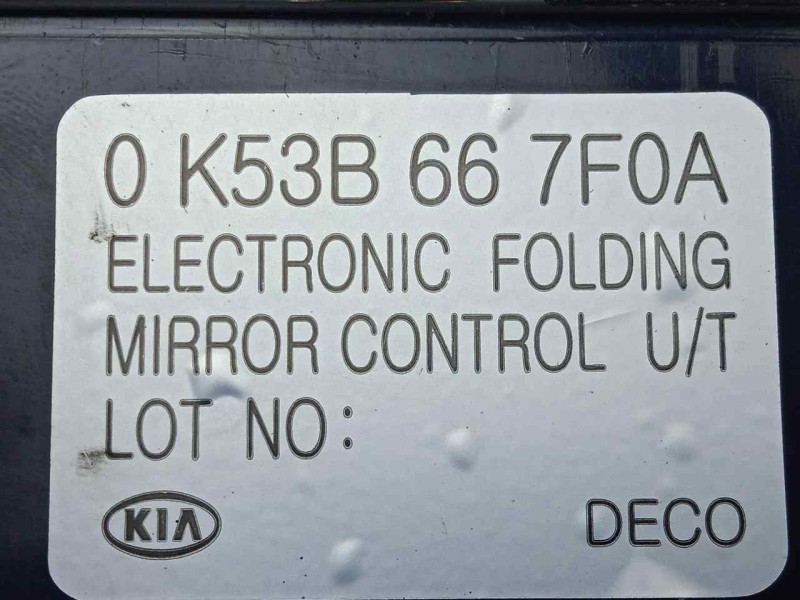 0 K53B 66 7F0A
ELECTRONIC FOLDING
MIRROR CONTROL U/T
LOT NO:
KIA DECO